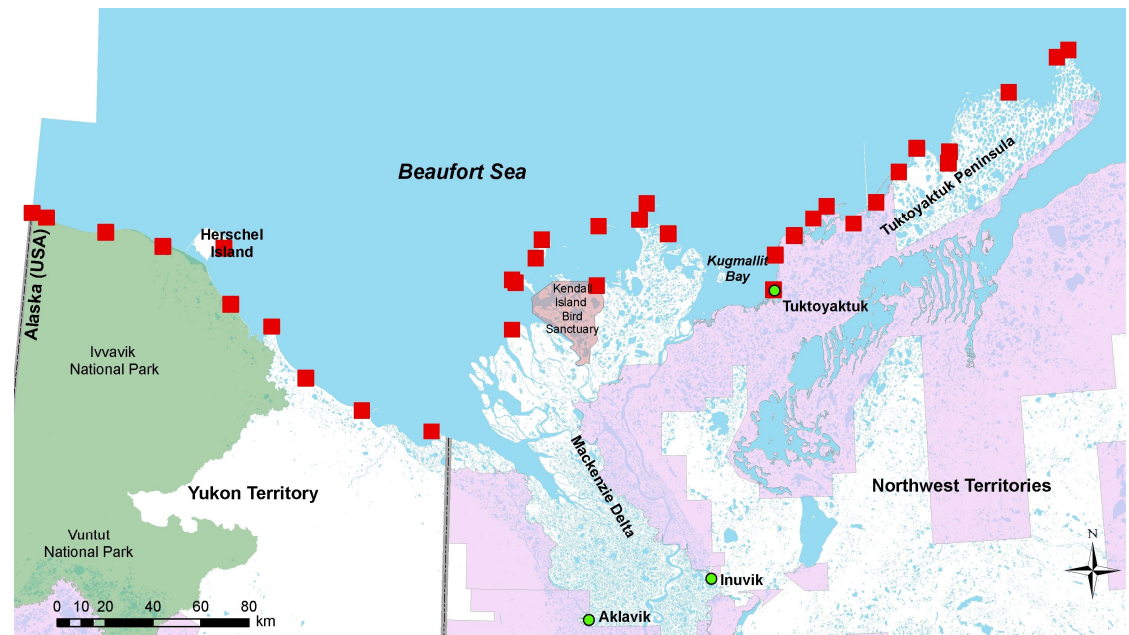 Beaufort Sea
Herschel
Island
Alaska (USA)
Kugmallit
Bay
Tuktoyaktuk Peninsula
Kendall
Island
Bird
Sanctuary
Tuktoyaktuk
Ivvavik
National Park
Mackenzie Delta
Yukon Territory
Northwest Territories
Vuntut
National Park
N
Inuvik
Aklavik
0 10 20 40 60 80
km